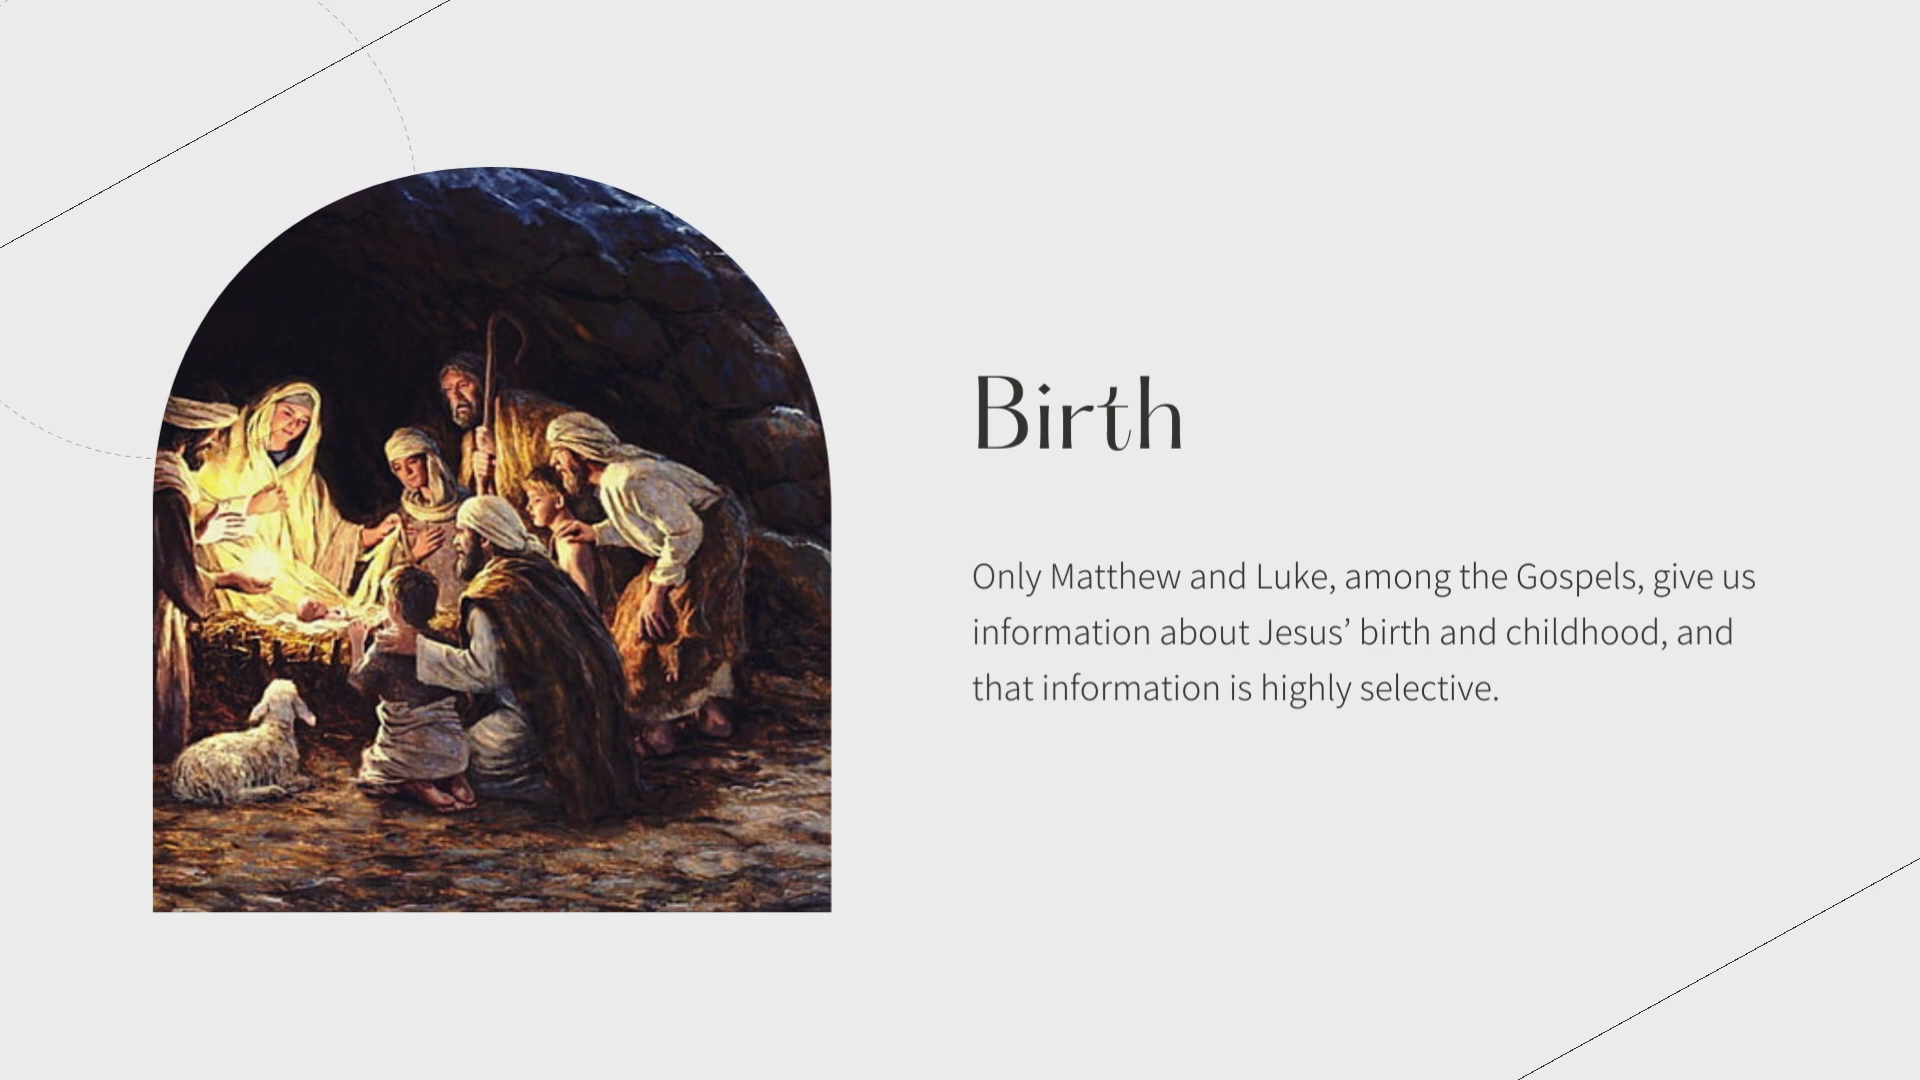 Birth
Only Matthew and Luke, among the Gospels, give us
information about Jesus’ birth and childhood, and
that information is highly selective.